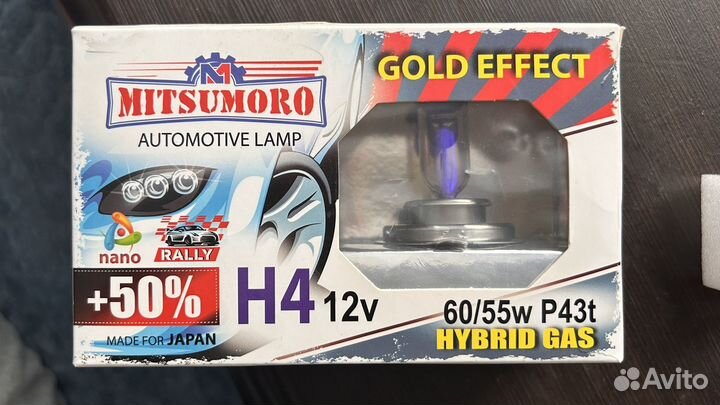 MITSUMORO
AUTOMOTIVE LAMP
GOLD EFFECT
nano
RALLY
+50%
MADE FOR JAPAN
H4 12v
60/55w P43t
HYBRID GAS
Avito